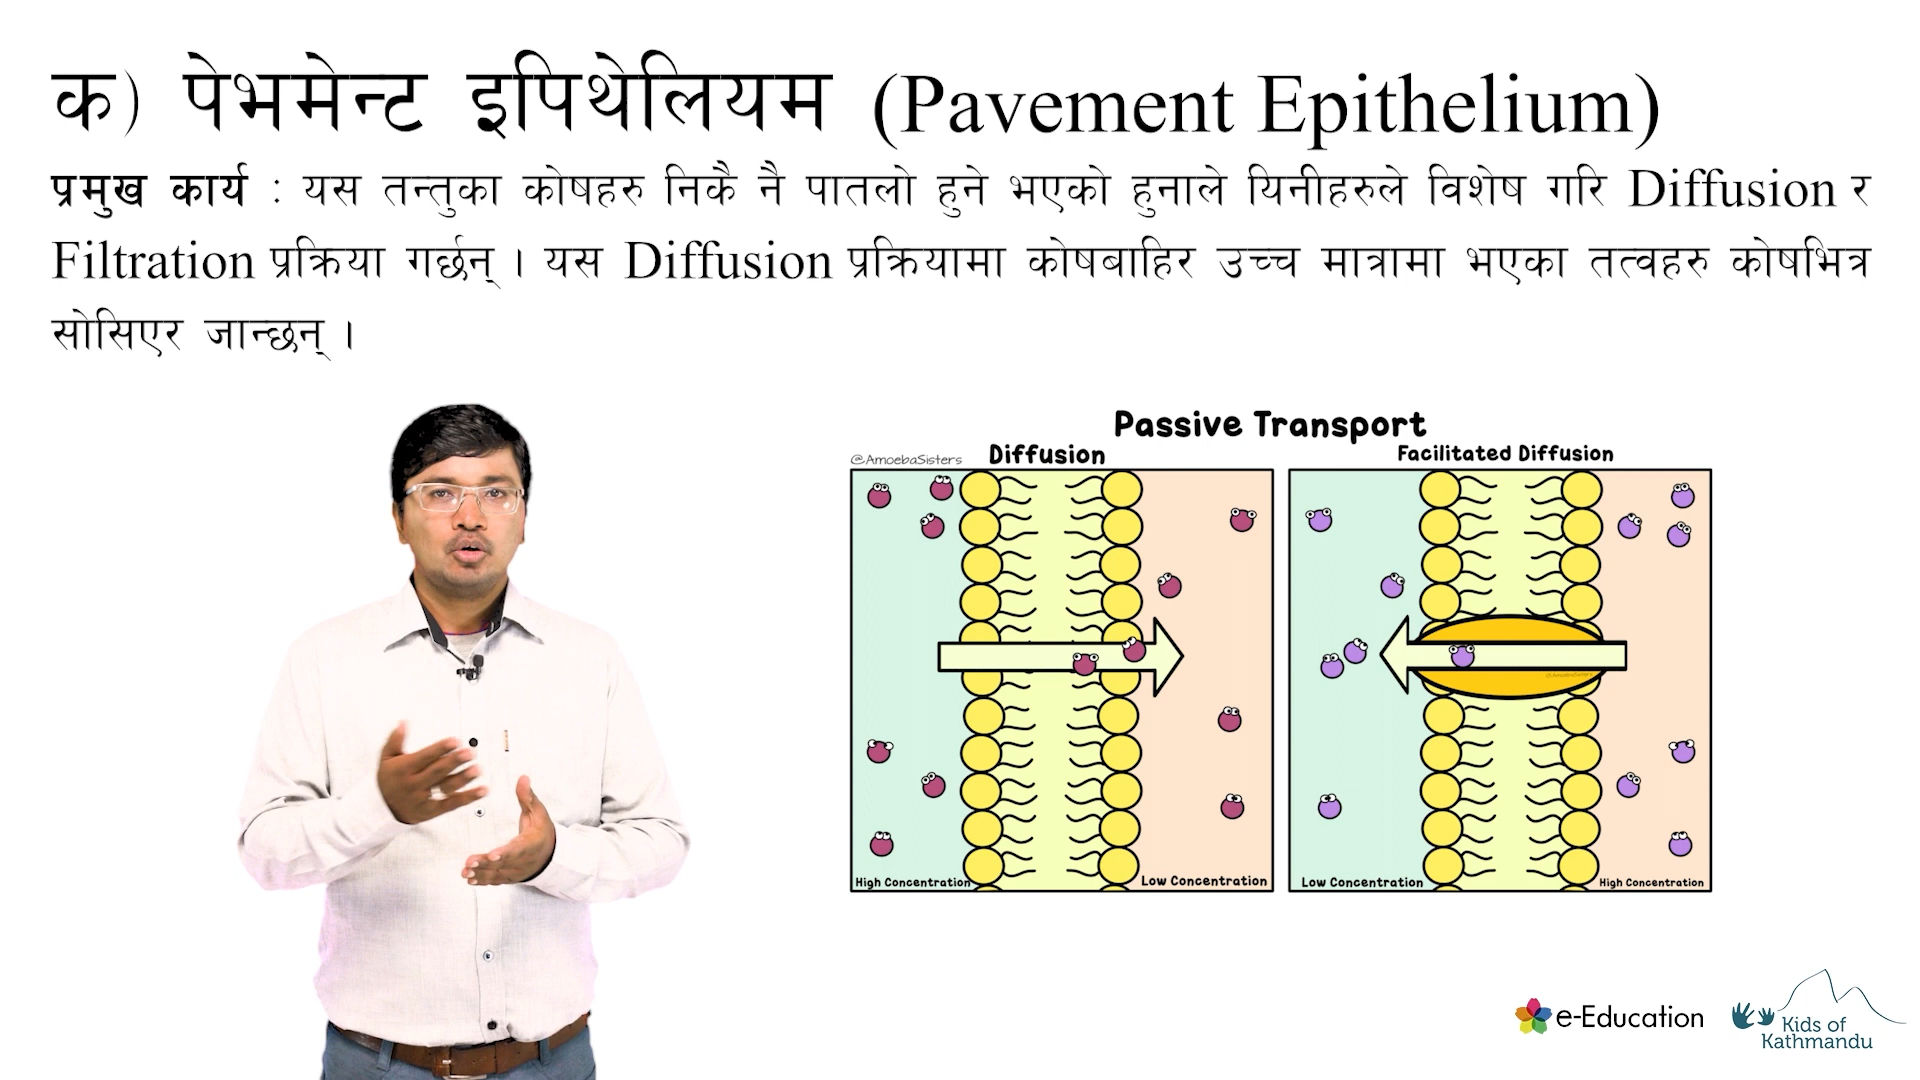 क) पेभमेन्ट इपिथेलियम (Pavement Epithelium)
प्रमुख कार्य : यस तन्तुका कोषहरु निकै नै पातलो हुने भएको हुनाले यिनीहरुले विशेष गरि Diffusion र
Filtration प्रक्रिया गर्छन् । यस Diffusion प्रक्रियामा कोषबाहिर उच्च मात्रामा भएका तत्वहरु कोषभित्र
सोसिएर जान्छन् ।
Passive Transport
@AmoebaSisters Diffusion
Facilitated Diffusion
@AmoebaSisters
High Concentration
Low Concentration
Low Concentration
High Concentration
e-Education
Kids of
Kathmandu